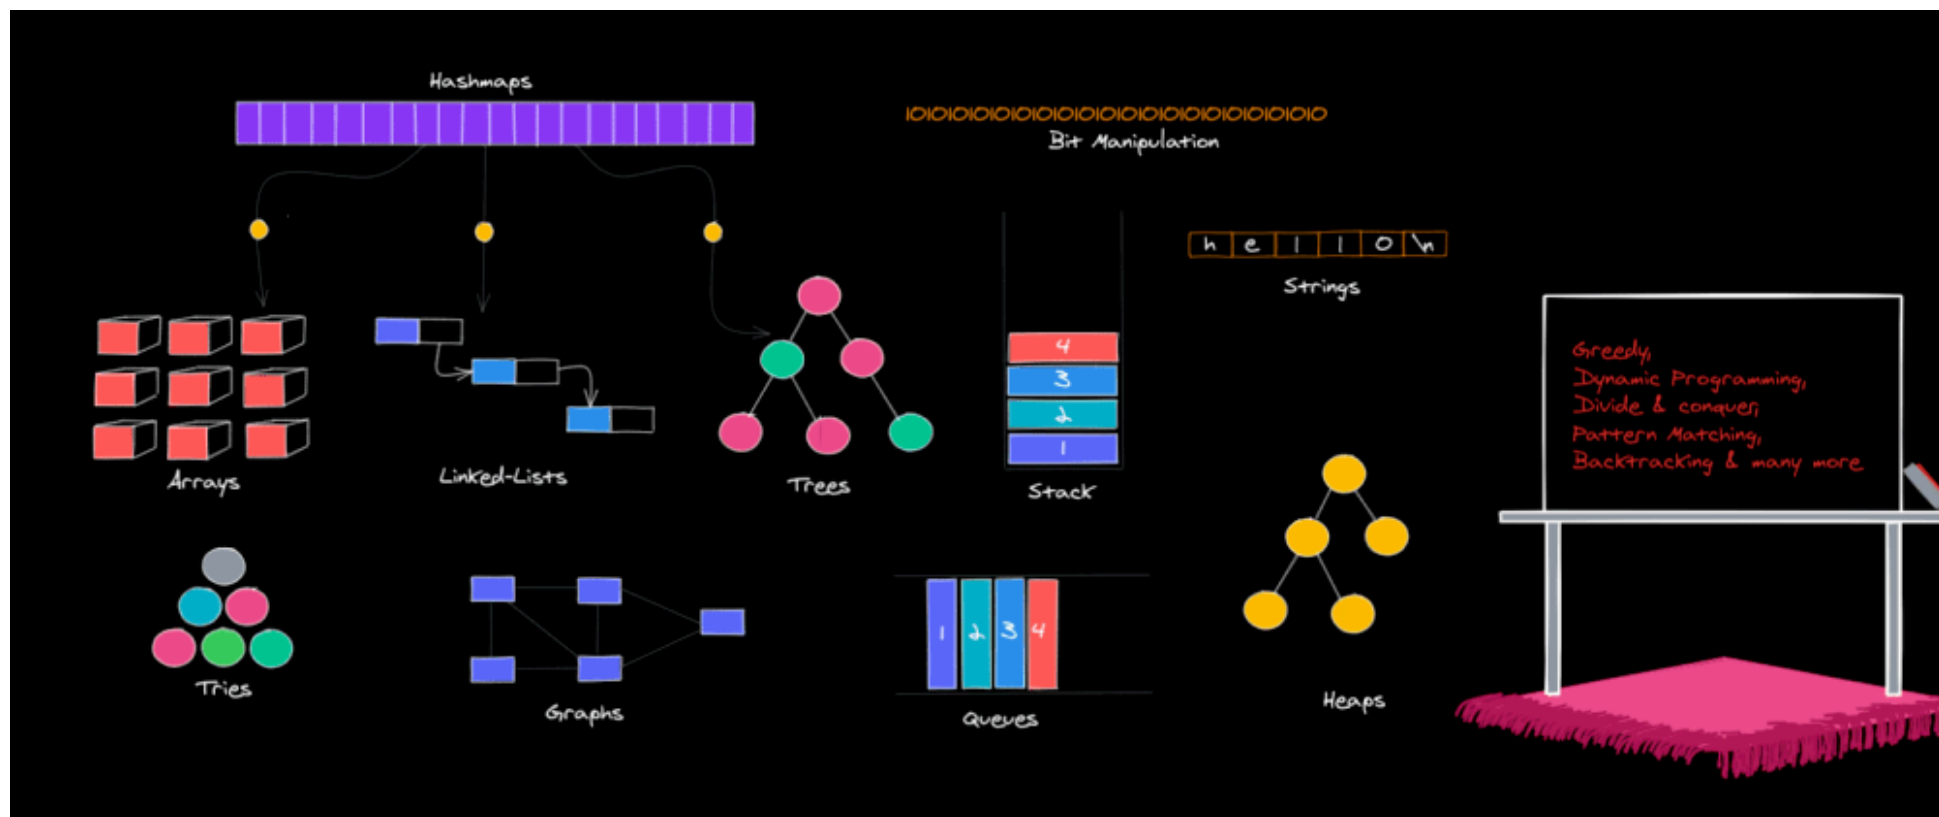 Hashmaps
1010101010101010101010101010101010101010
Bit Manipulation
h e l l o \n
Strings
4
3
2
1
Stack
Arrays
Linked-Lists
Trees
Greedy,
Dynamic Programming,
Divide & conquer,
Pattern Matching,
Backtracking & many more
Tries
Graphs
1 2 3 4
Queues
Heaps